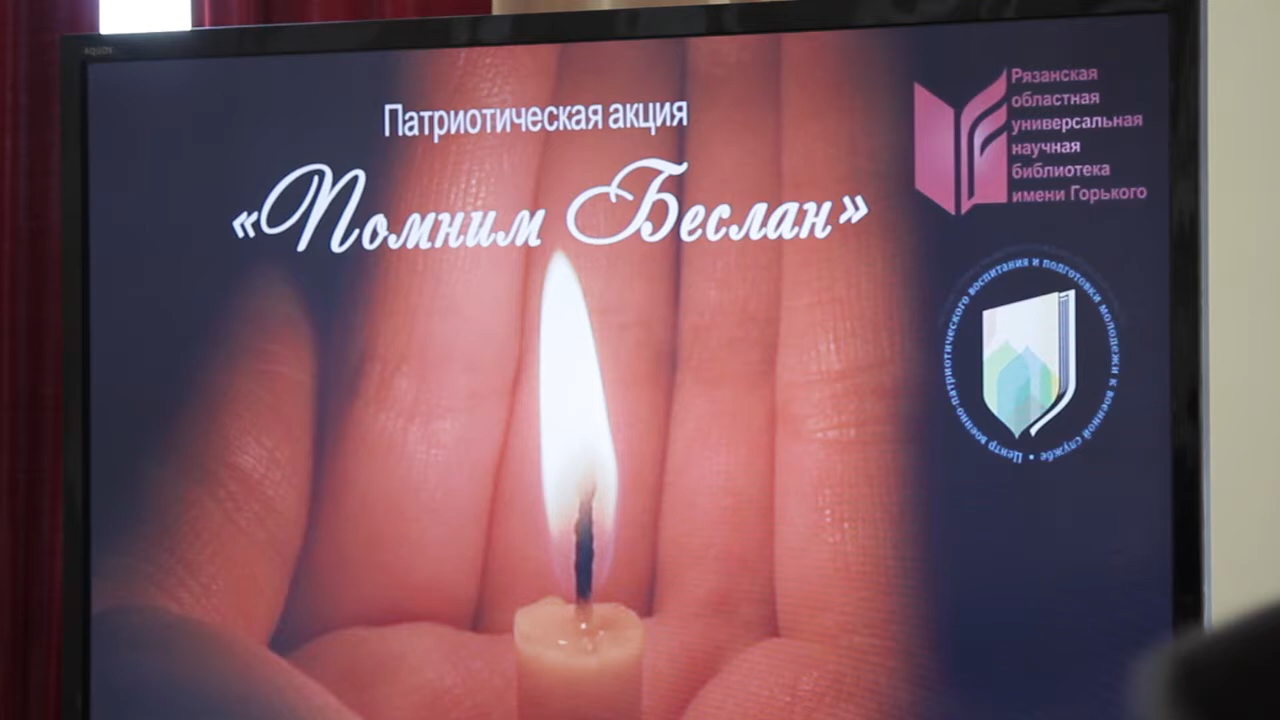 AQUOS
Патриотическая акция
«Помним Беслан»
Рязанская
областная
универсальная
научная
библиотека
имени Горького
Центр военно-патриотического воспитания и подготовки молодежи к военной службе •